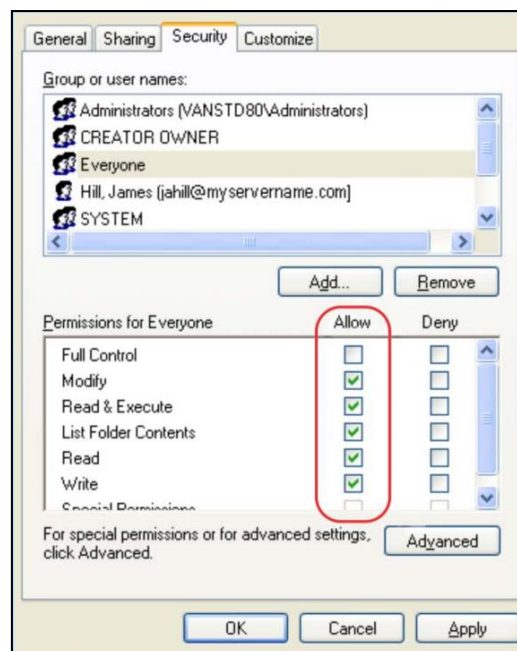 General Sharing Security Customize
Group or user names:
Administrators (VANSTD80\Administrators)
CREATOR OWNER
Everyone
Hill, James [jahill@myservername.com]
SYSTEM
Add... Remove
Permissions for Everyone Allow Deny
Full Control
Modify
Read & Execute
List Folder Contents
Read
Write
Special Permissions
For special permissions or for advanced settings, Advanced
click Advanced.
OK Cancel Apply